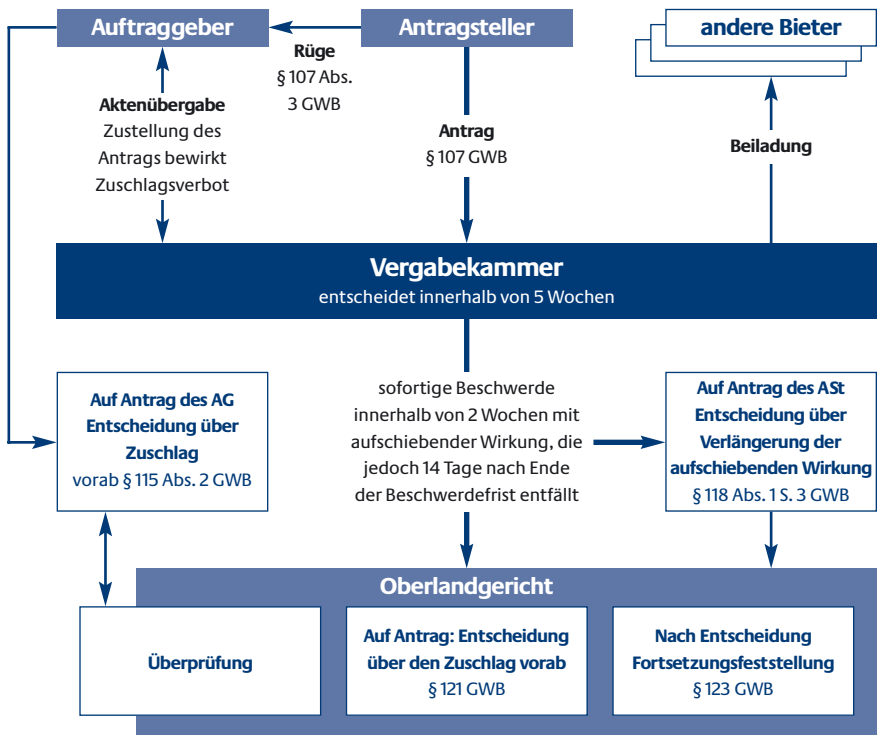 Auftraggeber
Antragsteller
andere Bieter
Rüge
§ 107 Abs.
3 GWB
Aktenübergabe
Zustellung des
Antrags bewirkt
Zuschlagsverbot
Antrag
§ 107 GWB
Beiladung
Vergabekammer
entscheidet innerhalb von 5 Wochen
Auf Antrag des AG
Entscheidung über
Zuschlag
vorab § 115 Abs. 2 GWB
sofortige Beschwerde
innerhalb von 2 Wochen mit
aufschiebender Wirkung, die
jedoch 14 Tage nach Ende
der Beschwerdefrist entfällt
Auf Antrag des ASt
Entscheidung über
Verlängerung der
aufschiebenden Wirkung
§ 118 Abs. 1 S. 3 GWB
Oberlandgericht
Überprüfung
Auf Antrag: Entscheidung
über den Zuschlag vorab
§ 121 GWB
Nach Entscheidung
Fortsetzungsfeststellung
§ 123 GWB